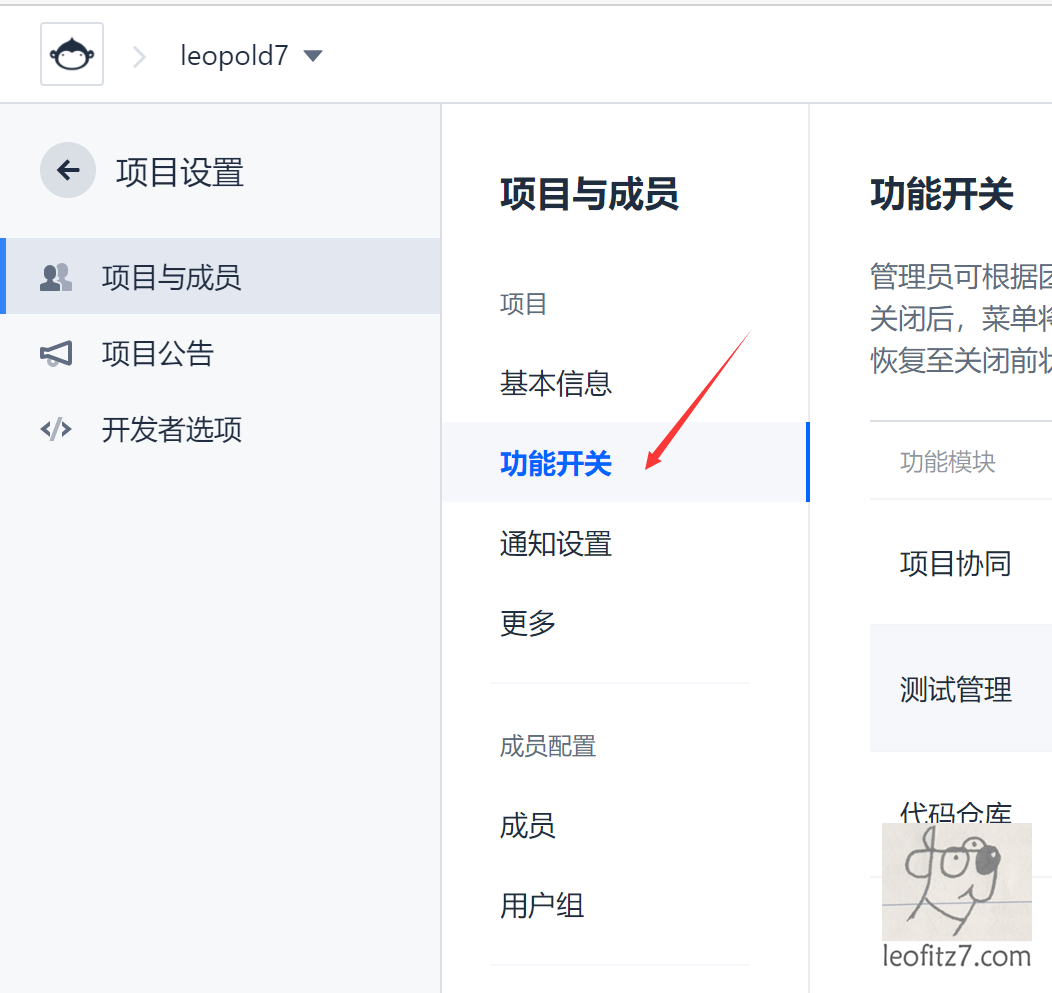 leopold7
项目设置
项目与成员
项目公告
开发者选项
项目与成员
项目
基本信息
功能开关
通知设置
更多
成员配置
成员
用户组
功能开关
管理员可根据团
关闭后，菜单将
恢复至关闭前状
功能模块
项目协同
测试管理
代码仓库
leofitz7.com